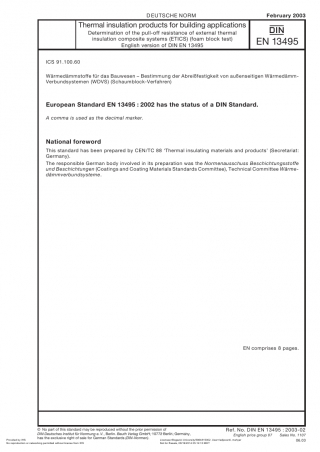 DEUTSCHE NORM
February 2003
Thermal insulation products for building applications
Determination of the pull-off resistance of external thermal
insulation composite systems (ETICS) (foam block test)
English version of DIN EN 13495
DIN
EN 13495
ICS 91.100.60
Wärmedämmstoffe für das Bauwesen – Bestimmung der Abreißfestigkeit von außenseitigen Wärmedämm-
Verbundsystemen (WDVS) (Schaumblock-Verfahren)
European Standard EN 13495 : 2002 has the status of a DIN Standard.
A comma is used as the decimal marker.
National foreword
This standard has been prepared by CEN/TC 88 'Thermal insulating materials and products' (Secretariat:
Germany).
The responsible German body involved in its preparation was the Normenausschuss Beschichtungsstoffe
und Beschichtungen (Coatings and Coating Materials Standards Committee), Technical Committee Wärme-
dämmverbundsysteme.
EN comprises 8 pages.
© No part of this standard may be reproduced without the prior permission of
DIN Deutsches Institut für Normung e. V., Berlin. Beuth Verlag GmbH, 10772 Berlin, Germany,
has the exclusive right of sale for German Standards (DIN-Normen).
Ref. No. DIN EN 13495 : 2003-02
English price group 07 Sales No. 1107